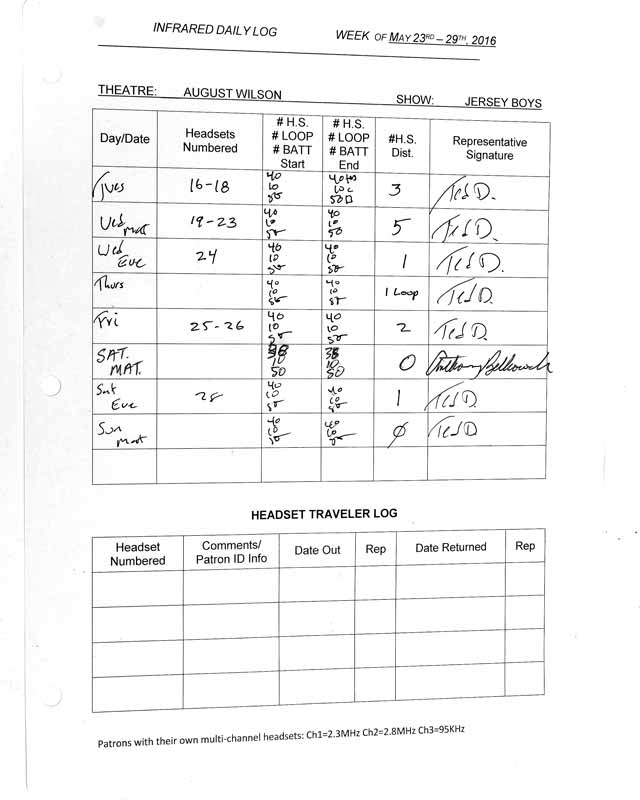 INFRARED DAILY LOG WEEK OF MAY 23RD – 29TH, 2016
THEATRE: AUGUST WILSON SHOW: JERSEY BOYS
Day/Date Headsets Numbered # H.S. # LOOP # BATT Start # H.S. # LOOP # BATT End #H.S. Dist. Representative Signature
Tues 16-18 40 10 50 40 10 50 3 Ted D.
Wed Mat 19-23 40 10 50 40 10 50 5 Ted D.
Wed Eve 24 40 10 50 40 10 50 1 Ted D.
Thurs 40 10 50 40 10 50 1 Loop Ted D.
Fri 25-26 40 10 50 40 10 50 2 Ted D.
SAT. MAT. 38 10 50 38 10 50 0 Anthony
Sat Eve 28 40 10 50 40 10 50 1 Ted D
Sun Mat 40 10 50 40 10 50 0 Ted D
HEADSET TRAVELER LOG
Headset Numbered Comments/ Patron ID Info Date Out Rep Date Returned Rep
Patrons with their own multi-channel headsets: Ch1=2.3MHz Ch2=2.8MHz Ch3=95KHz